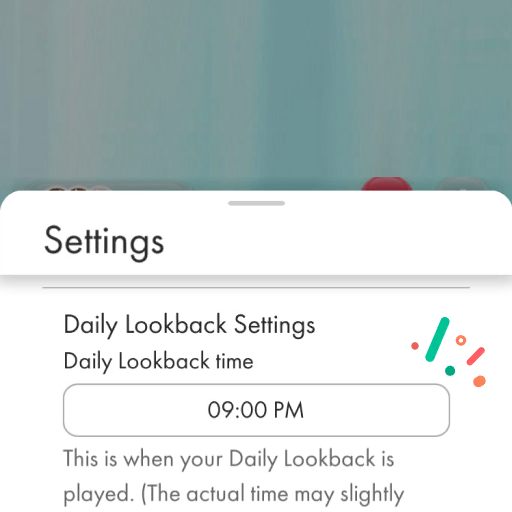 Settings
Daily Lookback Settings
Daily Lookback time
09:00 PM
This is when your Daily Lookback is
played. (The actual time may slightly